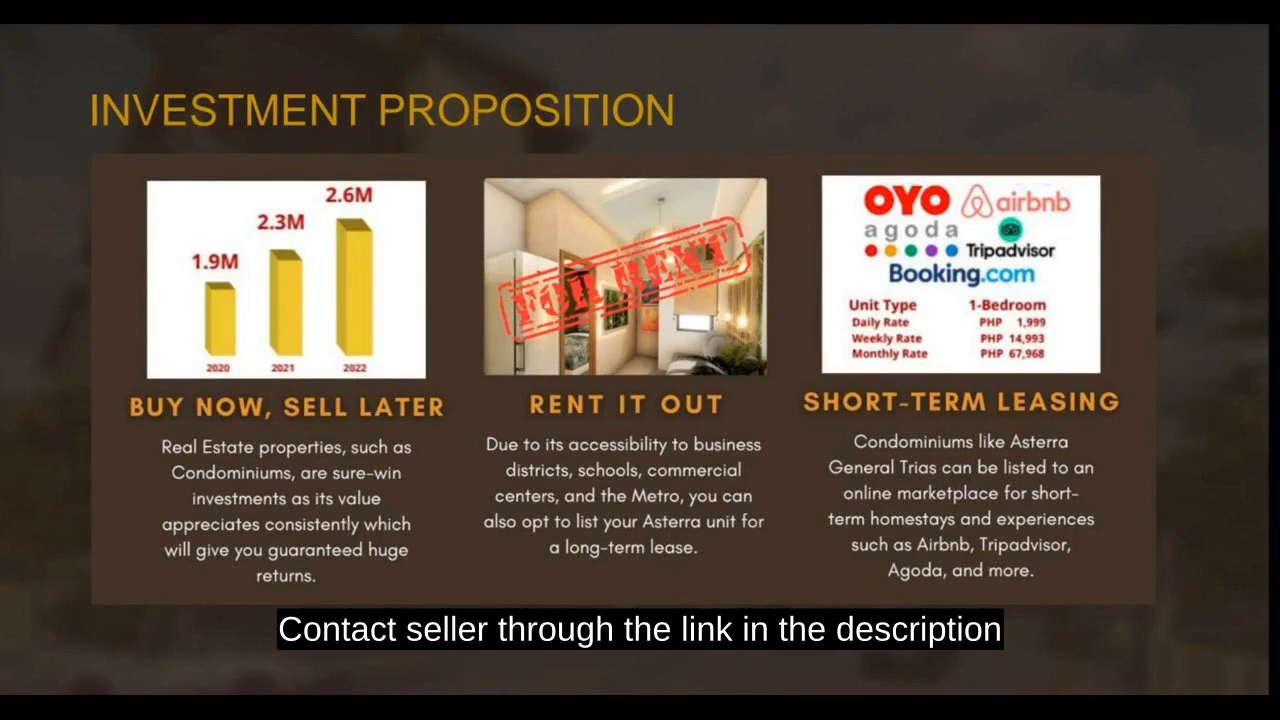 INVESTMENT PROPOSITION
2.6M
2.3M
1.9M
2020 2021 2022
BUY NOW, SELL LATER
Real Estate properties, such as
Condominiums, are sure-win
investments as its value
appreciates consistently which
will give you guaranteed huge
returns.
FOR RENT
RENT IT OUT
Due to its accessibility to business
districts, schools, commercial
centers, and the Metro, you can
also opt to list your Asterra unit for
a long-term lease.
OYO airbnb
agoda
Tripadvisor
Booking.com
Unit Type 1-Bedroom
Daily Rate PHP 1,999
Weekly Rate PHP 14,993
Monthly Rate PHP 67,968
SHORT-TERM LEASING
Condominiums like Asterra
General Trias can be listed to an
online marketplace for short-
term homestays and experiences
such as Airbnb, Tripadvisor,
Agoda, and more.
Contact seller through the link in the description